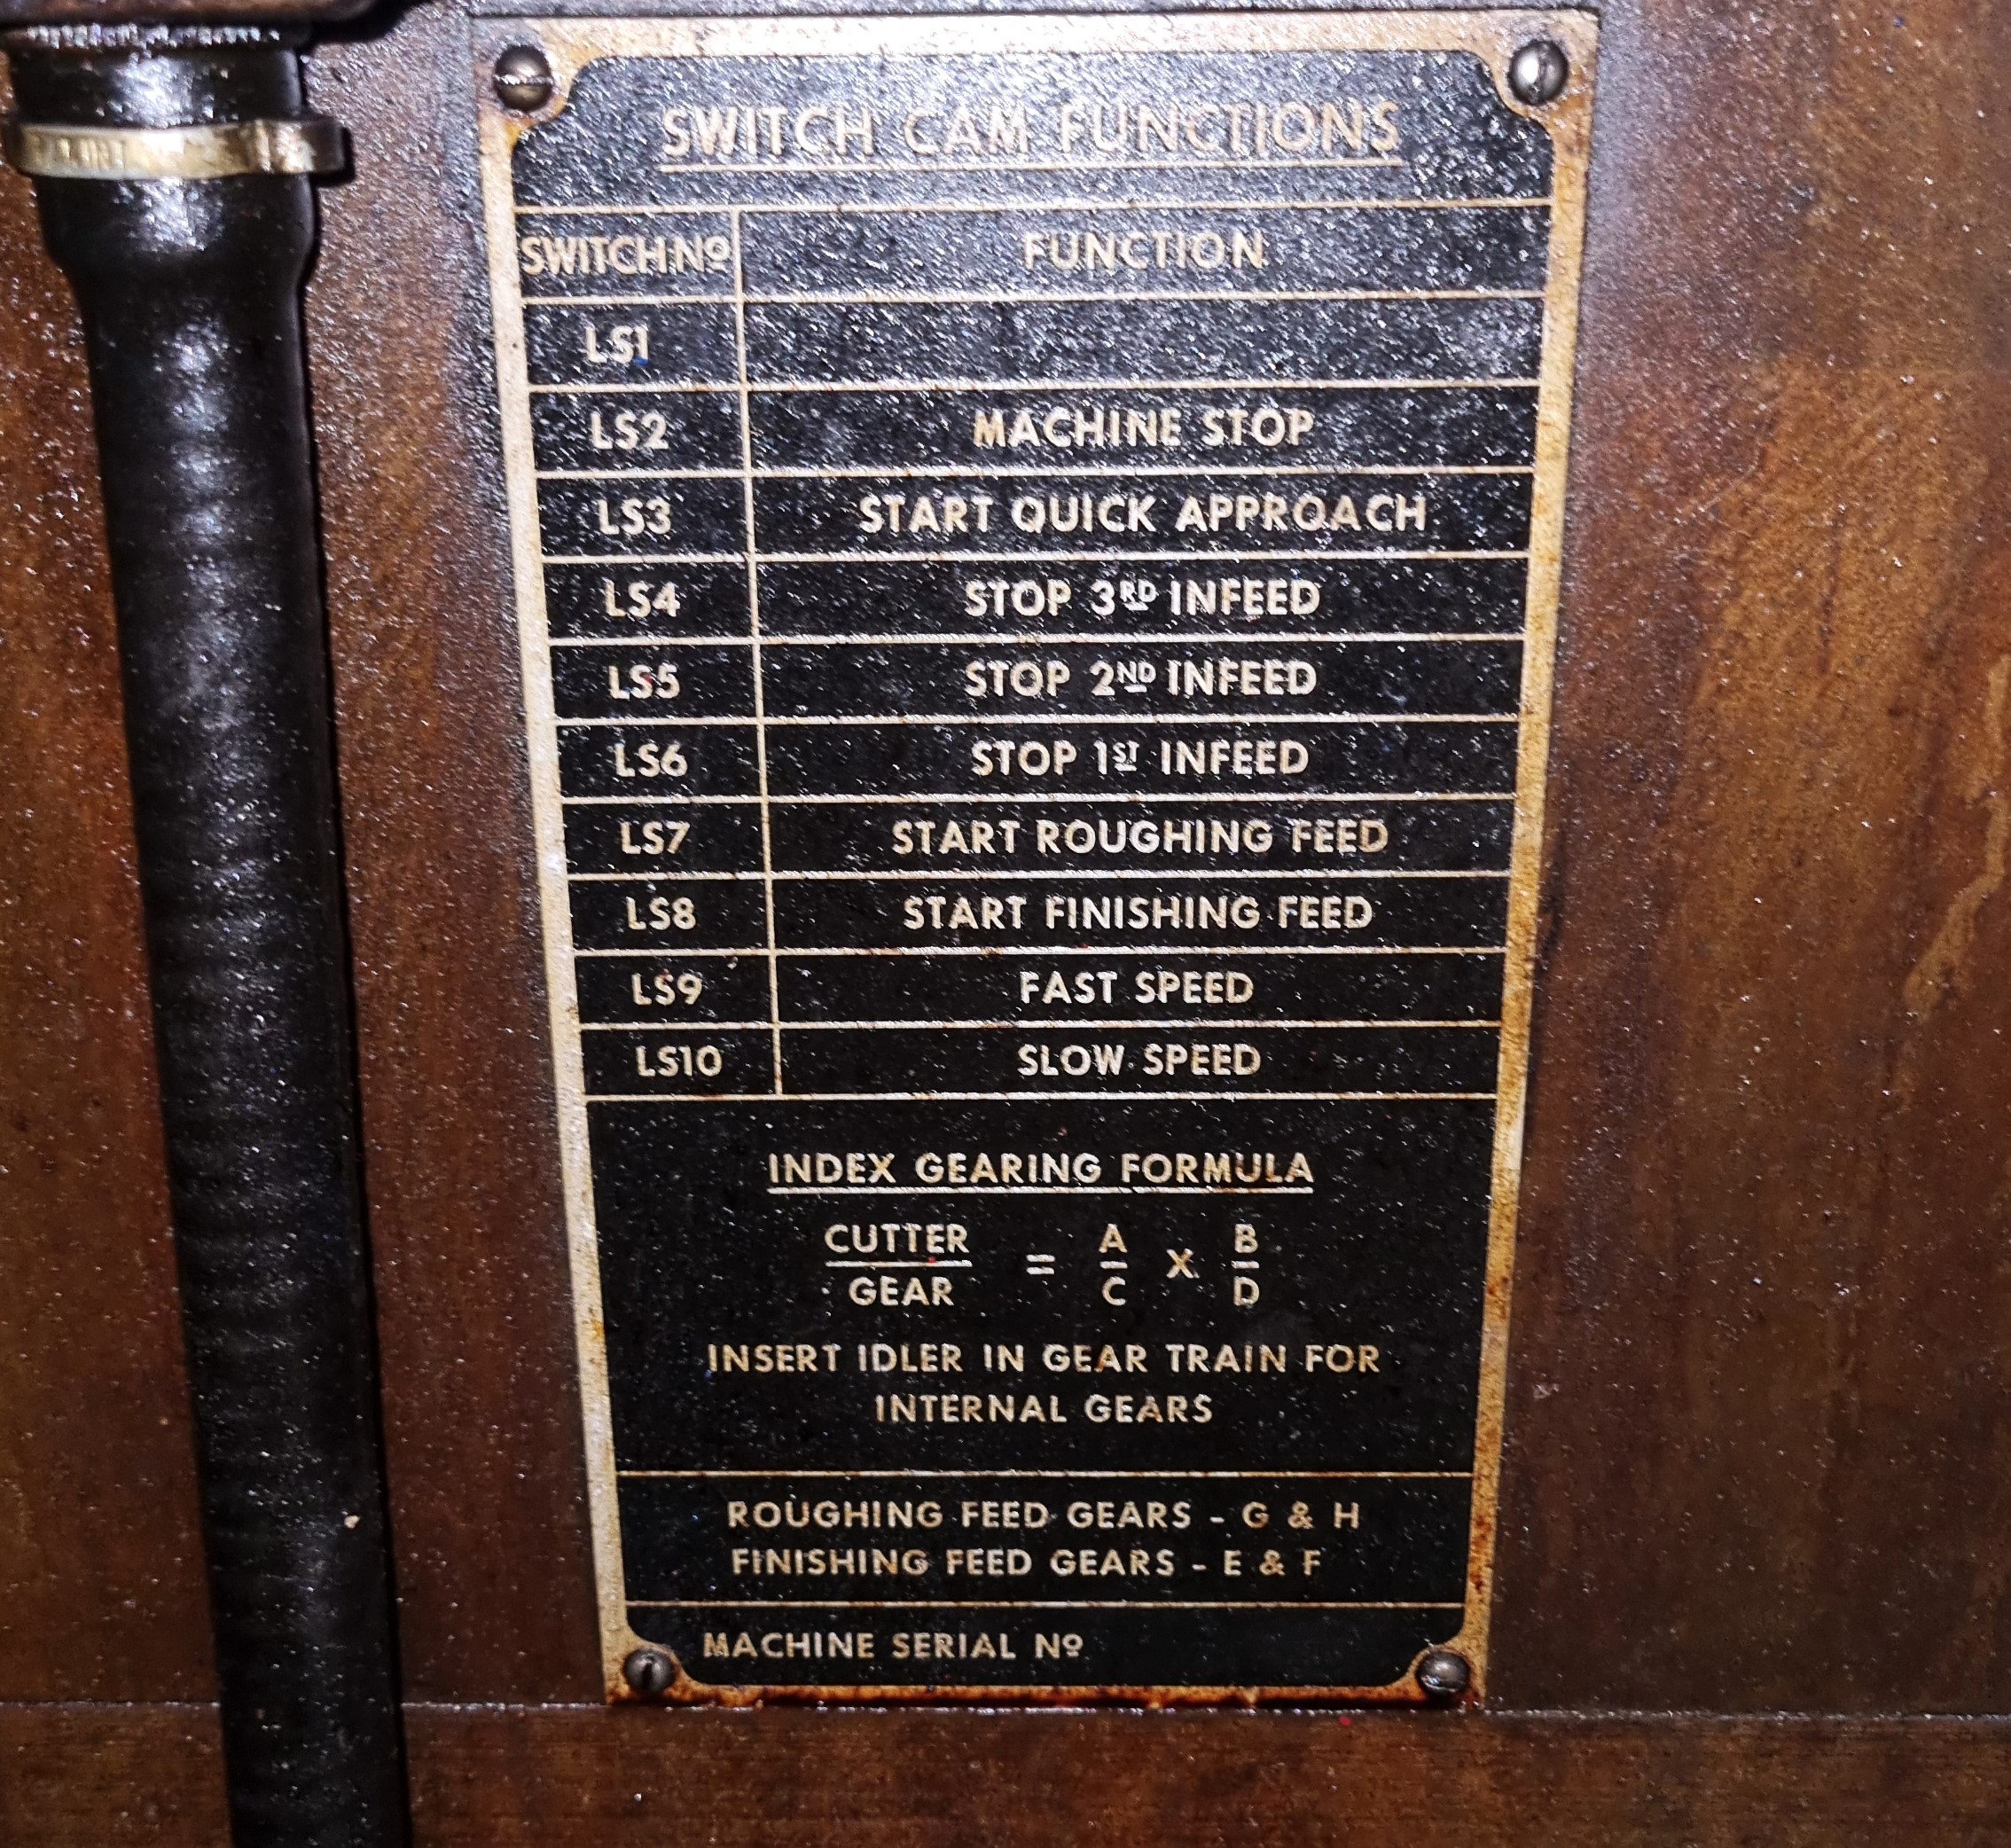 SWITCH CAM FUNCTIONS
SWITCH Nº FUNCTION
LS1
LS2 MACHINE STOP
LS3 START QUICK APPROACH
LS4 STOP 3RD INFEED
LS5 STOP 2ND INFEED
LS6 STOP 1ST INFEED
LS7 START ROUGHING FEED
LS8 START FINISHING FEED
LS9 FAST SPEED
LS10 SLOW SPEED
INDEX GEARING FORMULA
CUTTER/GEAR = A/C X B/D
INSERT IDLER IN GEAR TRAIN FOR
INTERNAL GEARS
ROUGHING FEED GEARS - G & H
FINISHING FEED GEARS - E & F
MACHINE SERIAL Nº